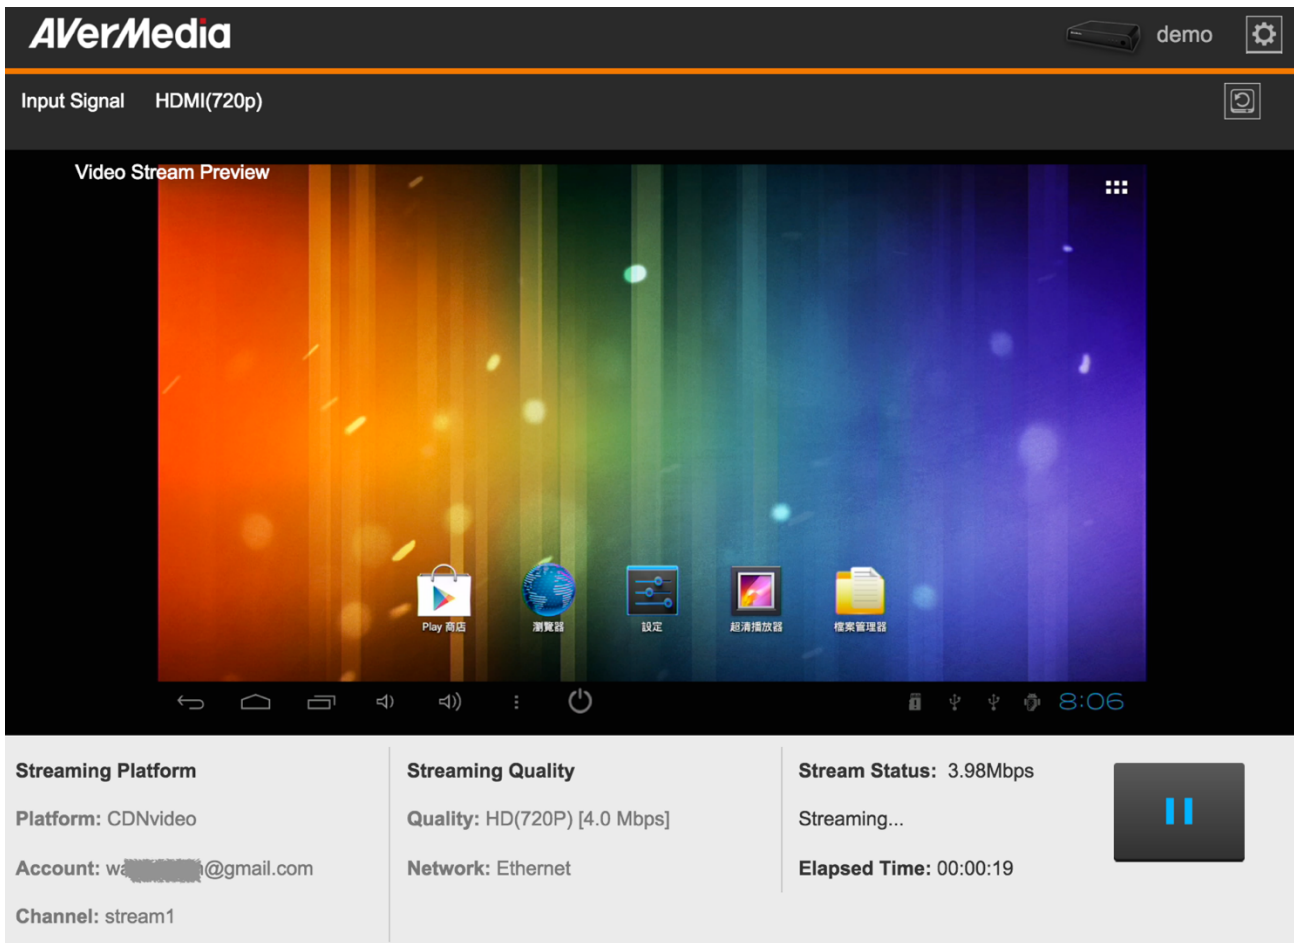 AVerMedia
demo
Input Signal HDMI(720p)
Video Stream Preview
Play 商店
瀏覽器
設定
超清播放器
檔案管理器
8:06
Streaming Platform
Platform: CDNvideo
Account: wa @gmail.com
Channel: stream1
Streaming Quality
Quality: HD(720P) [4.0 Mbps]
Network: Ethernet
Stream Status: 3.98Mbps
Streaming...
Elapsed Time: 00:00:19